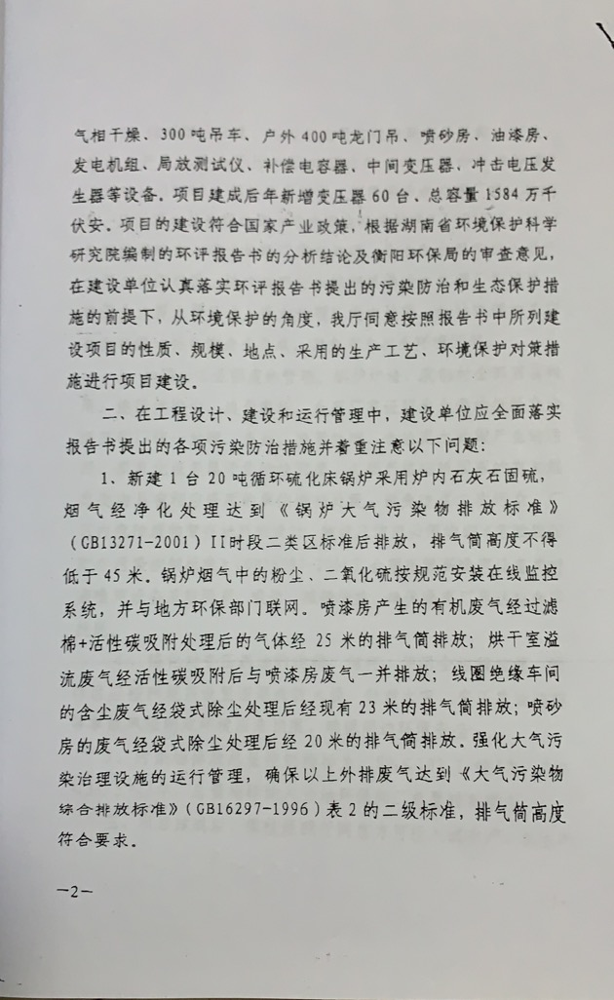 气相干燥、300吨吊车、户外400吨龙门吊、喷砂房、油漆房、
发电机组、局放测试仪、补偿电容器、中间变压器、冲击电压发
生器等设备。项目建成后年新增变压器60台、总容量1584万千
伏安。项目的建设符合国家产业政策，根据湖南省环境保护科学
研究院编制的环评报告书的分析结论及衡阳环保局的审查意见，
在建设单位认真落实环评报告书提出的污染防治和生态保护措
施的前提下，从环境保护的角度，我厅同意按照报告书中所列建
设项目的性质、规模、地点、采用的生产工艺、环境保护对策措
施进行项目建设。
二、在工程设计、建设和运行管理中，建设单位应全面落实
报告书提出的各项污染防治措施并着重注意以下问题：
1、新建1台20吨循环硫化床锅炉采用炉内石灰石固硫，
烟气经净化处理达到《锅炉大气污染物排放标准》
（GB13271-2001）II时段二类区标准后排放，排气筒高度不得
低于45米。锅炉烟气中的粉尘、二氧化硫按规范安装在线监控
系统，并与地方环保部门联网。喷漆房产生的有机废气经过滤
棉+活性碳吸附处理后的气体经25米的排气筒排放；烘干室溢
流废气经活性碳吸附后与喷漆房废气一并排放；线圈绝缘车间
的含尘废气经袋式除尘处理后经现有23米的排气筒排放；喷砂
房的废气经袋式除尘处理后经20米的排气筒排放。强化大气污
染治理设施的运行管理，确保以上外排废气达到《大气污染物
综合排放标准》（GB16297-1996）表2的二级标准，排气筒高度
符合要求。
—2—